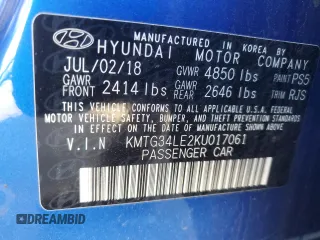 MANUFACTURED IN KOREA BY
HYUNDAI MOTOR COMPANY
JUL/02/18 GVWR 4850 lbs PAINT PS5
GAWR FRONT 2414 lbs GAWR REAR 2646 lbs TRIM RJS
THIS VEHICLE CONFORMS TO ALL APPLICABLE
FEDERAL MOTOR VEHICLE SAFETY, BUMPER, AND THEFT
PREVENTION STANDARDS IN EFFECT ON THE DATE
OF MANUFACTURE SHOWN ABOVE.
V.I.N KMTG34LE2KU017061
PASSENGER CAR
© DREAMBID